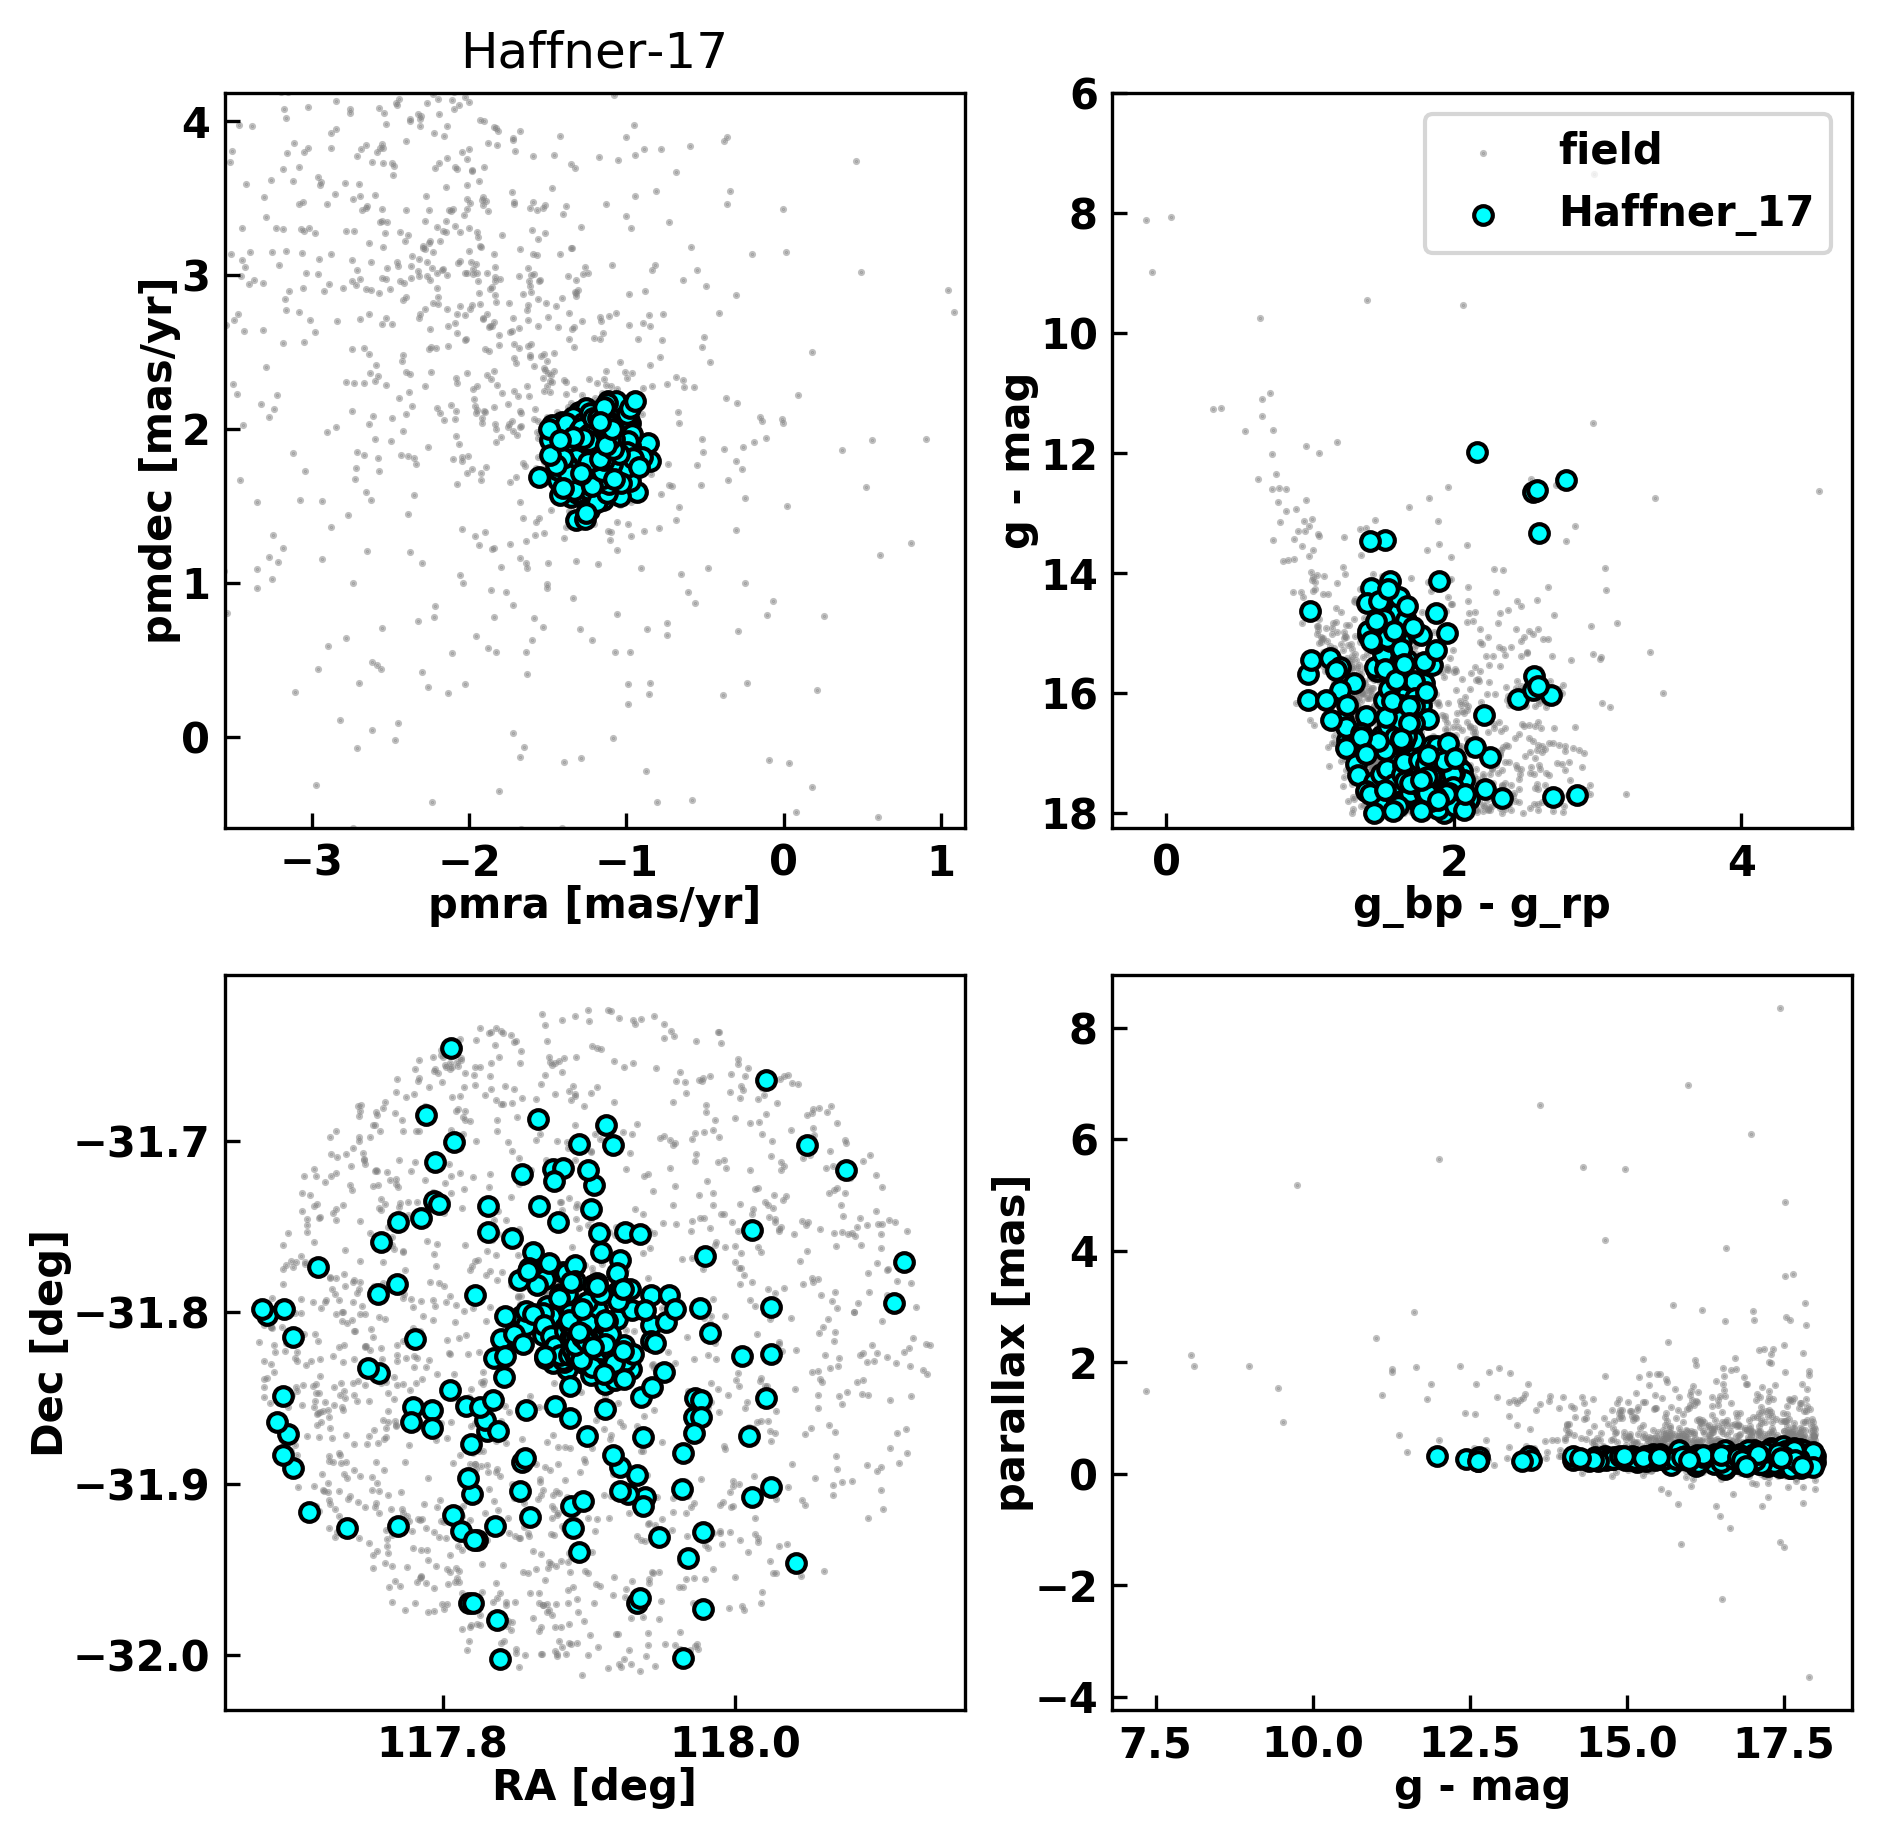 Haffner-17
4
3
2
1
0
pmdec [mas/yr]
−3 −2 −1 0 1
pmra [mas/yr]
6
8
10
12
14
16
18
g - mag
field
Haffner_17
0 2 4
g_bp - g_rp
−31.7
−31.8
−31.9
−32.0
Dec [deg]
117.8 118.0
RA [deg]
8
6
4
2
0
−2
−4
parallax [mas]
7.5 10.0 12.5 15.0 17.5
g - mag